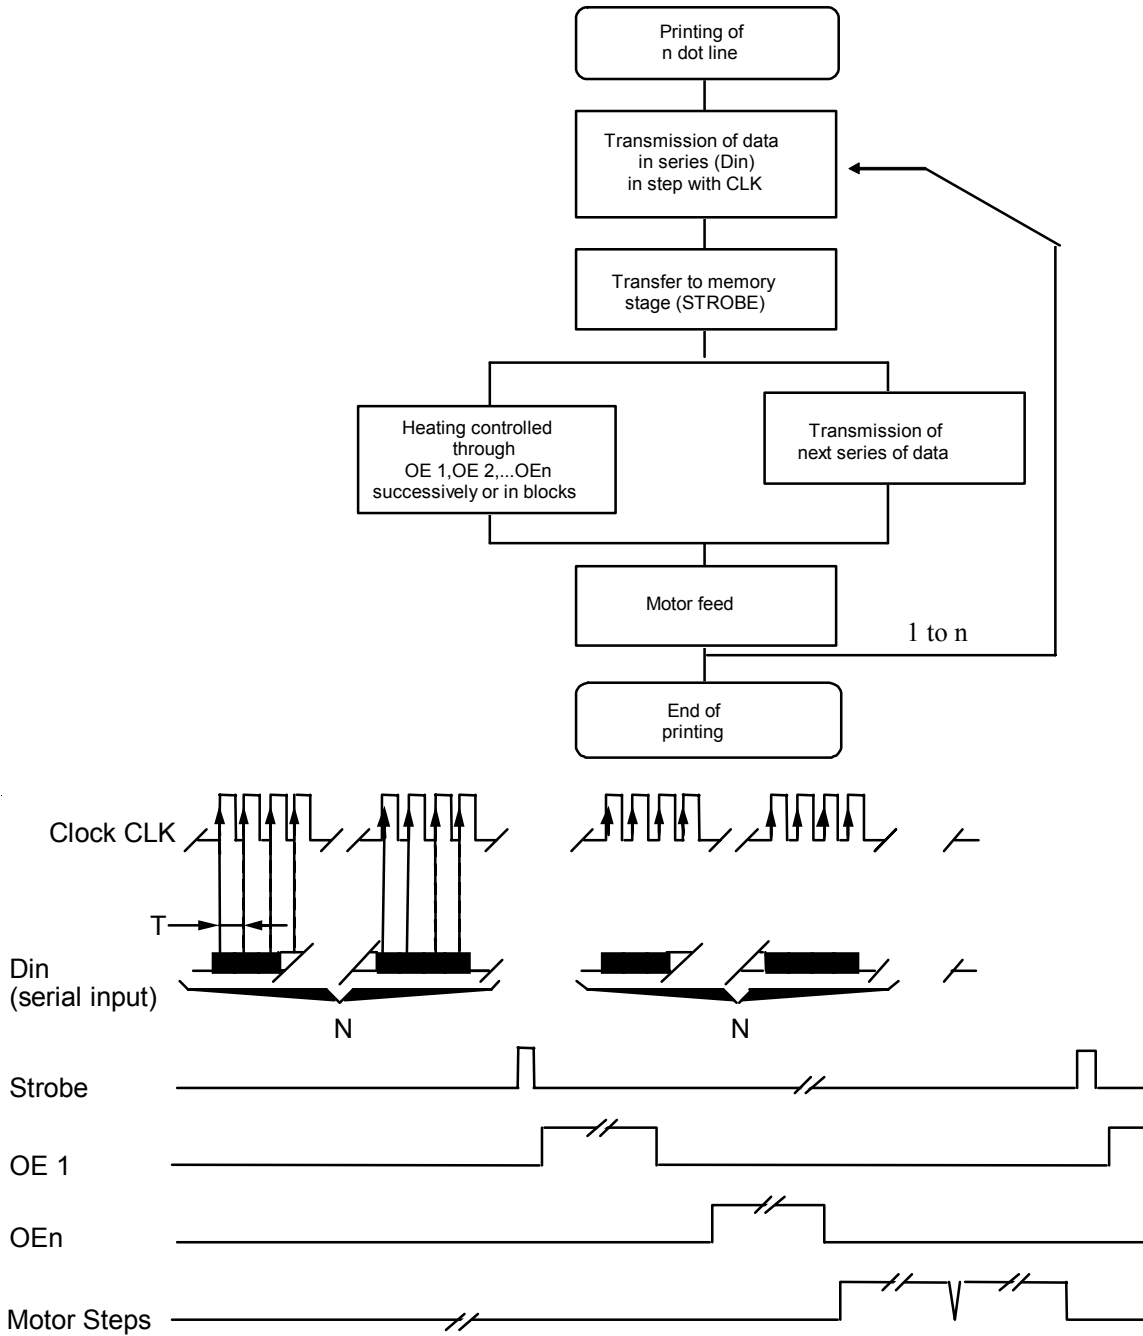 Printing of
n dot line
Transmission of data
in series (Din)
in step with CLK
Transfer to memory
stage (STROBE)
Heating controlled
through
OE 1,OE 2,...OEn
successively or in blocks
Transmission of
next series of data
Motor feed
1 to n
End of
printing
Clock CLK
T
Din
(serial input)
N
N
Strobe
OE 1
OEn
Motor Steps